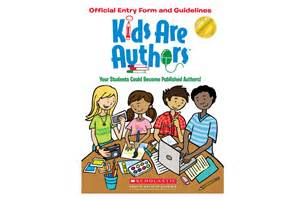 Official Entry Form and Guidelines
Kids Are
Authors
Your Students Could Become Published Authors!
SCHOLASTIC